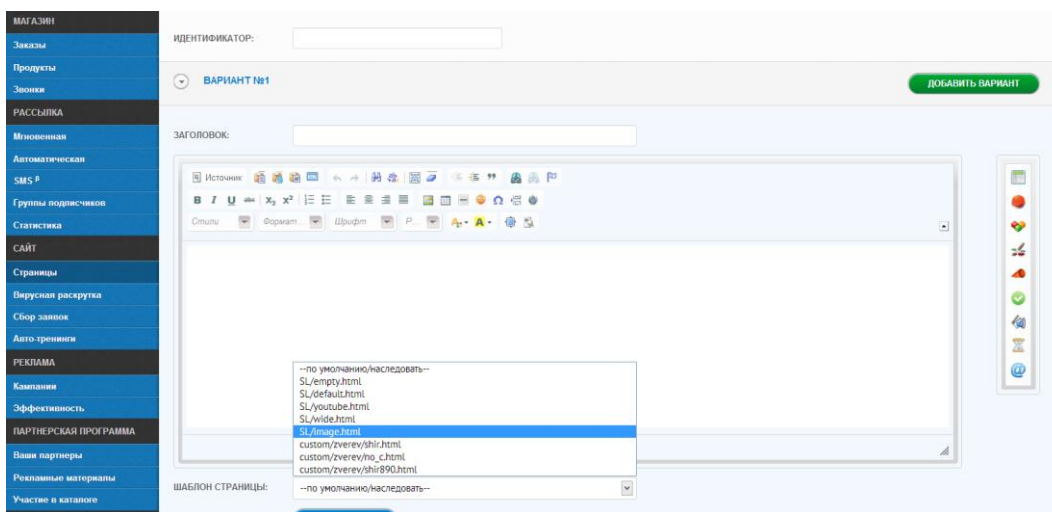 МАГАЗИН
Заказы
Продукты
Звонки
РАССЫЛКА
Мгновенная
Автоматическая
SMS β
Группы подписчиков
Статистика
САЙТ
Страницы
Вирусная раскрутка
Сбор заявок
Авто-тренинги
РЕКЛАМА
Кампании
Эффективность
ПАРТНЕРСКАЯ ПРОГРАММА
Ваши партнеры
Рекламные материалы
Участие в каталоге
ИДЕНТИФИКАТОР:
ВАРИАНТ №1
ДОБАВИТЬ ВАРИАНТ
ЗАГОЛОВОК:
Источник
Стили Формат... Шрифт Р...
--по умолчанию/наследовать--
SL/empty.html
SL/default.html
SL/youtube.html
SL/wide.html
SL/image.html
custom/zverev/shir.html
custom/zverev/no_c.html
custom/zverev/shir890.html
ШАБЛОН СТРАНИЦЫ: --по умолчанию/наследовать--